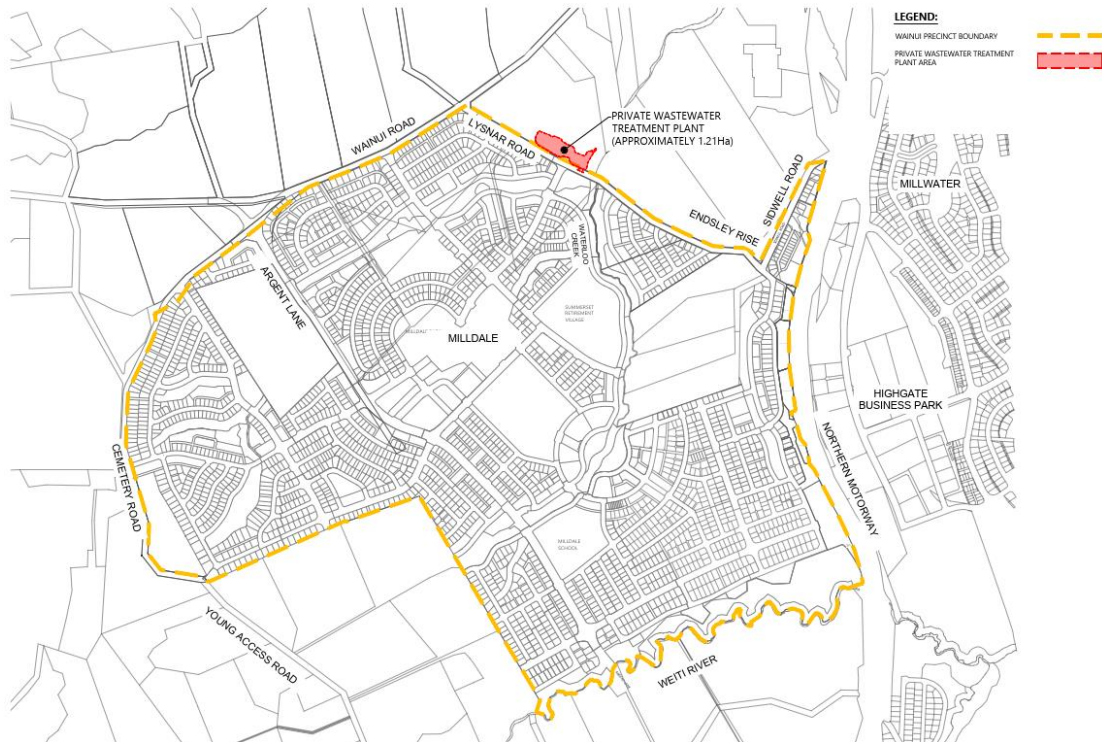 LEGEND:
WAINUI PRECINCT BOUNDARY
PRIVATE WASTEWATER TREATMENT
PLANT AREA
PRIVATE WASTEWATER
TREATMENT PLANT
(APPROXIMATELY 1.21Ha)
WAINUI ROAD
LYSNAR ROAD
SIDWELL ROAD
MILLWATER
ENDSLEY RISE
WATERLOO
CREEK
ARGENT LANE
SUMMERSET
RETIREMENT
VILLAGE
MILLDALE
HIGHGATE
BUSINESS PARK
NORTHERN MOTORWAY
CEMETERY ROAD
MILLDALE
SCHOOL
YOUNG ACCESS ROAD
WEITI RIVER